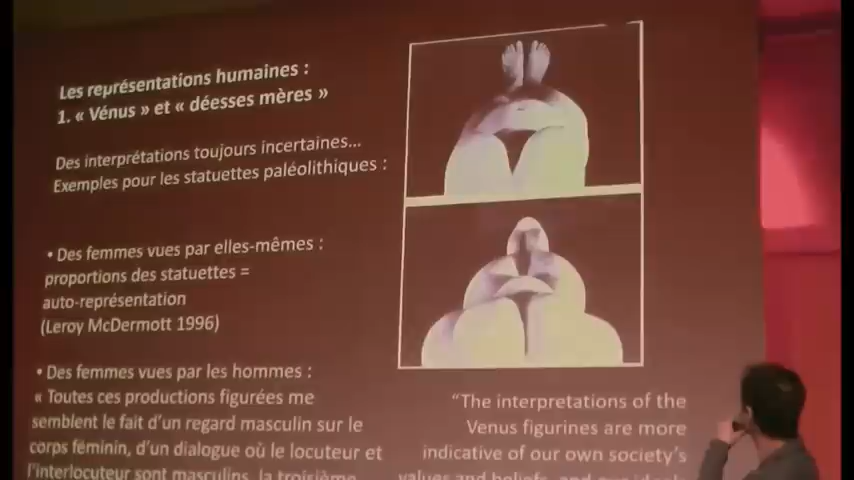 Les représentations humaines :
1. « Vénus » et « déesses mères »
Des interprétations toujours incertaines...
Exemples pour les statuettes paléolithiques :
• Des femmes vues par elles-mêmes :
proportions des statuettes =
auto-représentation
(Leroy McDermott 1996)
• Des femmes vues par les hommes :
« Toutes ces productions figurées me
semblent le fait d'un regard masculin sur le
corps féminin, d'un dialogue où le locuteur et
l'interlocuteur sont masculins, la troisième
"The interpretations of the
Venus figurines are more
indicative of our own society's
values and beliefs, and our ideals